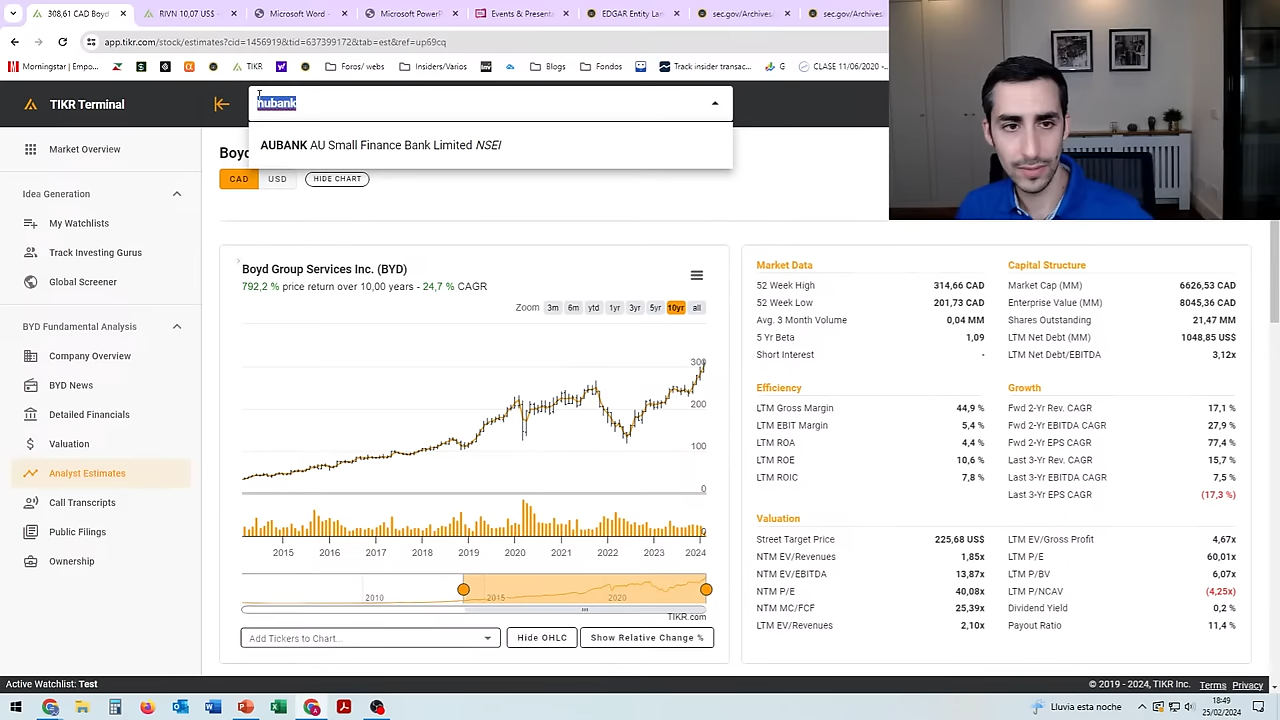 308,61 CAD Boyd
RIVN 10,07 US$
Microsoft Word -
Microsoft PowerP
Events & Presenta
EDGAR Entity Lan
sec.gov/Archives
sec.gov/Archives
app.tikr.com/stock/estimates?cid=1456919&tid=637399172&tab=est&ref=up69cq
Morningstar | Empo...
TIKR
Foros/ webs
Insiders/Varios
Blogs
Fondos
Track insider transac...
G
CLASE 11/06/2020 -...
TIKR Terminal
nubank
AUBANK AU Small Finance Bank Limited NSEI
Market Overview
Idea Generation
My Watchlists
Track Investing Gurus
Global Screener
BYD Fundamental Analysis
Company Overview
BYD News
Detailed Financials
Valuation
Analyst Estimates
Call Transcripts
Public Filings
Ownership
Boyd
CAD
USD
HIDE CHART
Boyd Group Services Inc. (BYD)
792,2 % price return over 10,00 years - 24,7 % CAGR
Zoom 3m 6m ytd 1yr 3yr 5yr 10yr all
300
200
100
0
0
2015 2016 2017 2018 2019 2020 2021 2022 2023 2024
2010 2015 2020
TIKR.com
Add Tickers to Chart...
Hide OHLC
Show Relative Change %
Market Data
52 Week High 314,66 CAD
52 Week Low 201,73 CAD
Avg. 3 Month Volume 0,04 MM
5 Yr Beta 1,09
Short Interest -
Efficiency
LTM Gross Margin 44,9 %
LTM EBIT Margin 5,4 %
LTM ROA 4,4 %
LTM ROE 10,6 %
LTM ROIC 7,8 %
Valuation
Street Target Price 225,68 US$
NTM EV/Revenues 1,85x
NTM EV/EBITDA 13,87x
NTM P/E 40,08x
NTM MC/FCF 25,39x
LTM EV/Revenues 2,10x
Capital Structure
Market Cap (MM) 6626,53 CAD
Enterprise Value (MM) 8045,36 CAD
Shares Outstanding 21,47 MM
LTM Net Debt (MM) 1048,85 US$
LTM Net Debt/EBITDA 3,12x
Growth
Fwd 2-Yr Rev. CAGR 17,1 %
Fwd 2-Yr EBITDA CAGR 27,9 %
Fwd 2-Yr EPS CAGR 77,4 %
Last 3-Yr Rev. CAGR 15,7 %
Last 3-Yr EBITDA CAGR 7,5 %
Last 3-Yr EPS CAGR (17,3 %)
LTM EV/Gross Profit 4,67x
LTM P/E 60,01x
LTM P/BV 6,07x
LTM P/NCAV (4,25x)
Dividend Yield 0,2 %
Payout Ratio 11,4 %
Active Watchlist: Test
© 2019 - 2024, TIKR Inc. Terms Privacy
Lluvia esta noche
18:49
25/02/2024